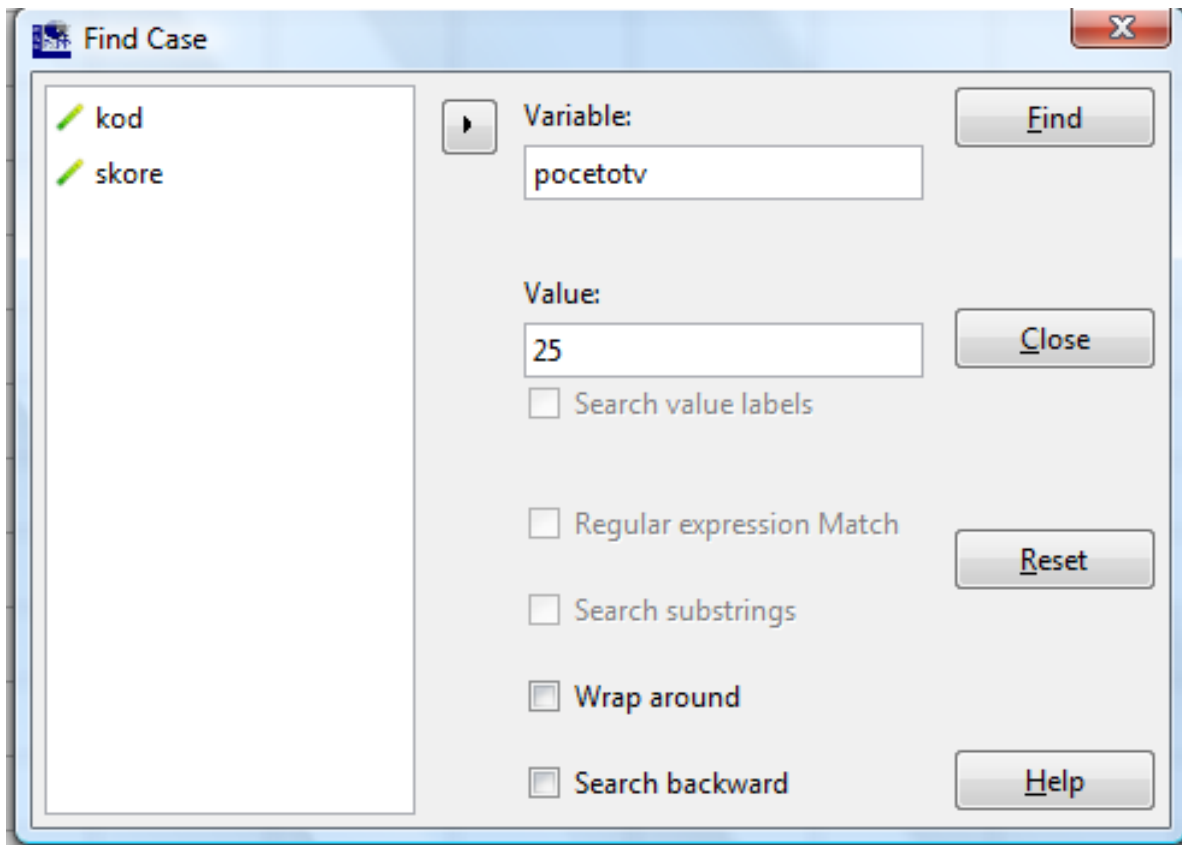 Find Case
X
kod
skore
Variable:
pocetotv
Find
Value:
25
Close
Search value labels
Regular expression Match
Reset
Search substrings
Wrap around
Search backward
Help